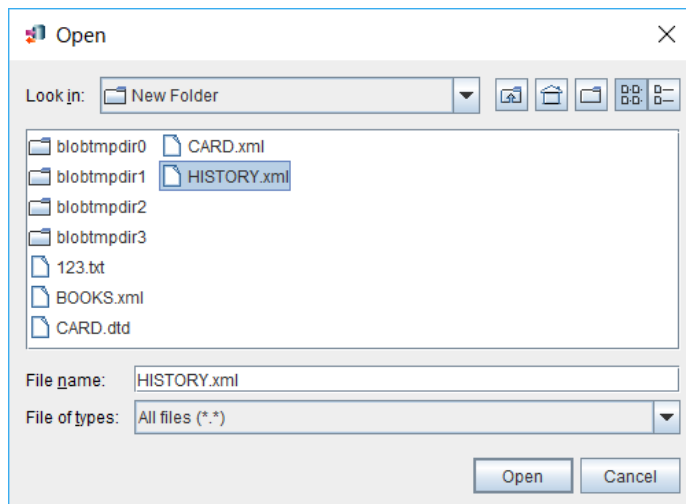 Open
Look in: New Folder
blobtmpdir0 CARD.xml
blobtmpdir1 HISTORY.xml
blobtmpdir2
blobtmpdir3
123.txt
BOOKS.xml
CARD.dtd
File name: HISTORY.xml
File of types: All files (*.*)
Open Cancel